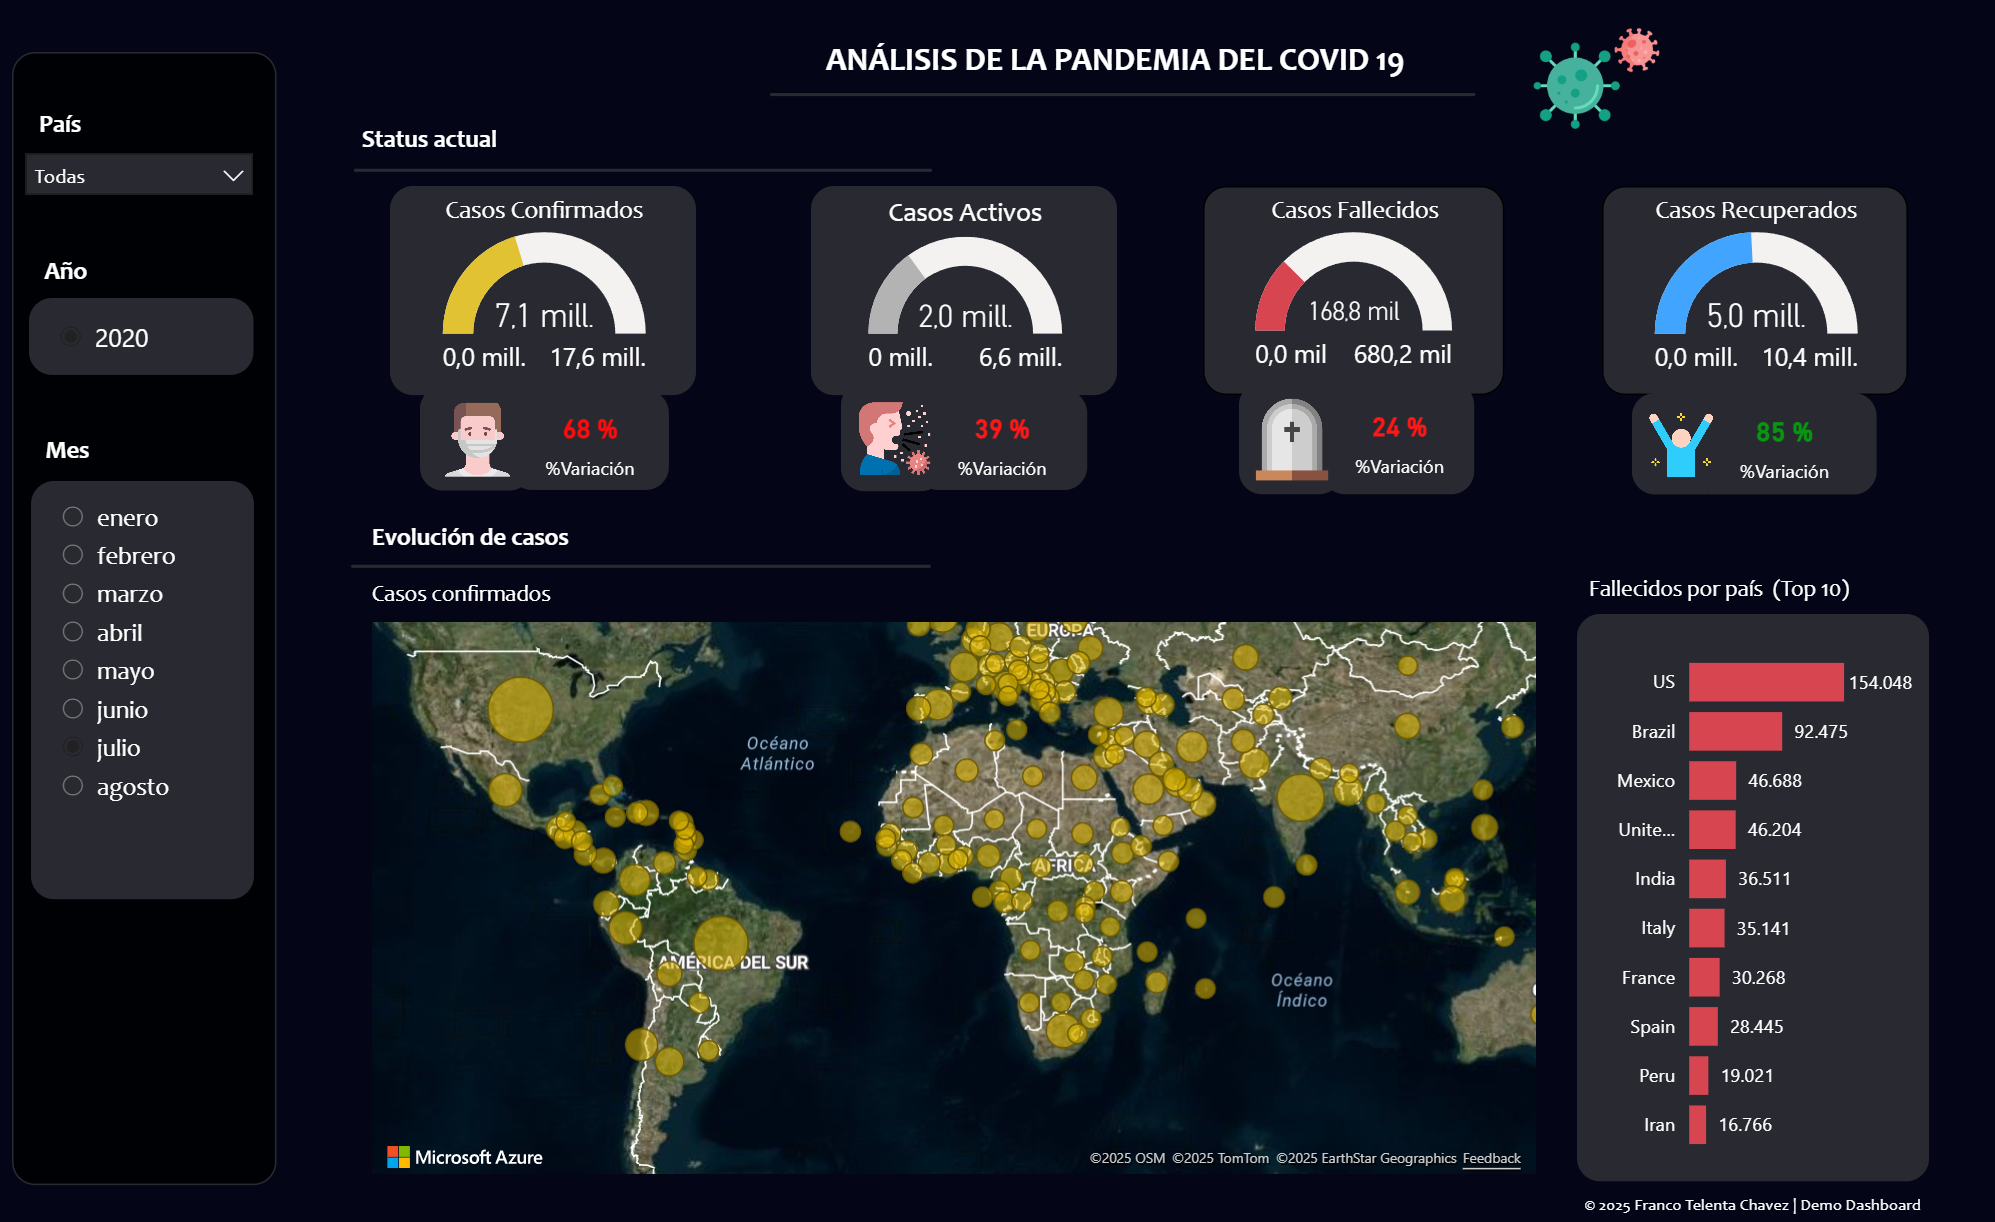 ANÁLISIS DE LA PANDEMIA DEL COVID 19
País
Todas
Año
2020
Mes
enero
febrero
marzo
abril
mayo
junio
julio
agosto
Status actual
Casos Confirmados
7,1 mill.
0,0 mill. 17,6 mill.
68 %
%Variación
Casos Activos
2,0 mill.
0 mill. 6,6 mill.
39 %
%Variación
Casos Fallecidos
168,8 mil
0,0 mil 680,2 mil
24 %
%Variación
Casos Recuperados
5,0 mill.
0,0 mill. 10,4 mill.
85 %
%Variación
Evolución de casos
Casos confirmados
EUROPA
Océano
Atlántico
ÁFRICA
AMÉRICA DEL SUR
Océano
Índico
Microsoft Azure
©2025 OSM ©2025 TomTom ©2025 EarthStar Geographics Feedback
Fallecidos por país (Top 10)
US 154.048
Brazil 92.475
Mexico 46.688
Unite... 46.204
India 36.511
Italy 35.141
France 30.268
Spain 28.445
Peru 19.021
Iran 16.766
© 2025 Franco Telenta Chavez | Demo Dashboard